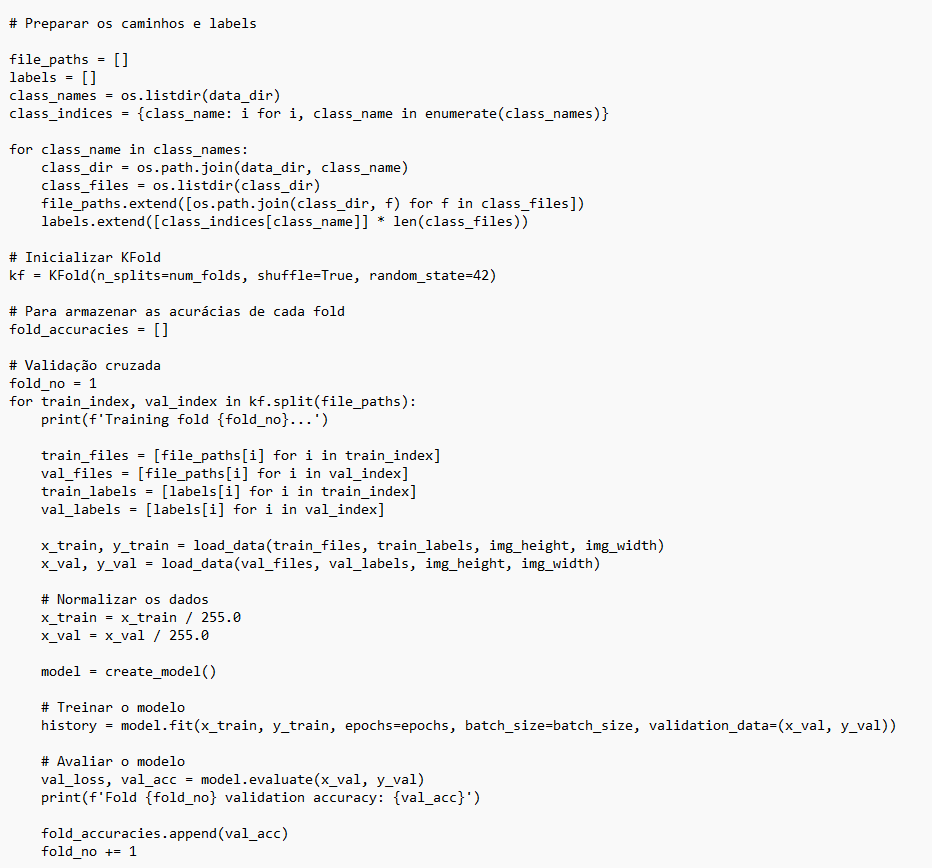 # Preparar os caminhos e labels

file_paths = []
labels = []
class_names = os.listdir(data_dir)
class_indices = {class_name: i for i, class_name in enumerate(class_names)}

for class_name in class_names:
    class_dir = os.path.join(data_dir, class_name)
    class_files = os.listdir(class_dir)
    file_paths.extend([os.path.join(class_dir, f) for f in class_files])
    labels.extend([class_indices[class_name]] * len(class_files))

# Inicializar KFold
kf = KFold(n_splits=num_folds, shuffle=True, random_state=42)

# Para armazenar as acurácias de cada fold
fold_accuracies = []

# Validação cruzada
fold_no = 1
for train_index, val_index in kf.split(file_paths):
    print(f'Training fold {fold_no}...')

    train_files = [file_paths[i] for i in train_index]
    val_files = [file_paths[i] for i in val_index]
    train_labels = [labels[i] for i in train_index]
    val_labels = [labels[i] for i in val_index]

    x_train, y_train = load_data(train_files, train_labels, img_height, img_width)
    x_val, y_val = load_data(val_files, val_labels, img_height, img_width)

    # Normalizar os dados
    x_train = x_train / 255.0
    x_val = x_val / 255.0

    model = create_model()

    # Treinar o modelo
    history = model.fit(x_train, y_train, epochs=epochs, batch_size=batch_size, validation_data=(x_val, y_val))

    # Avaliar o modelo
    val_loss, val_acc = model.evaluate(x_val, y_val)
    print(f'Fold {fold_no} validation accuracy: {val_acc}')

    fold_accuracies.append(val_acc)
    fold_no += 1